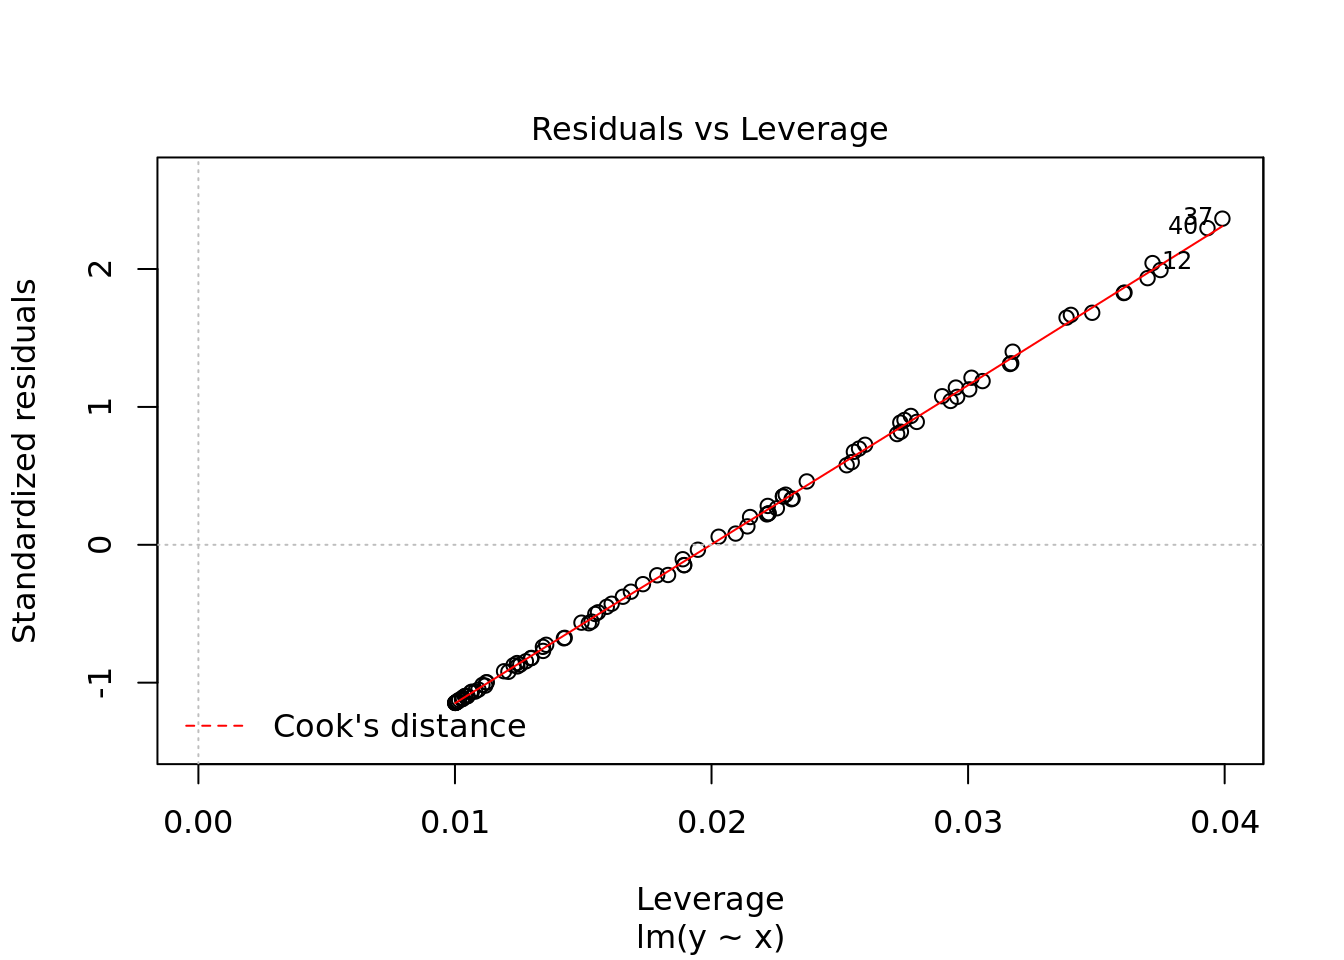 Residuals vs Leverage
Standardized residuals
2
1
0
-1
37
40
12
Cook's distance
0.00 0.01 0.02 0.03 0.04
Leverage
lm(y ~ x)